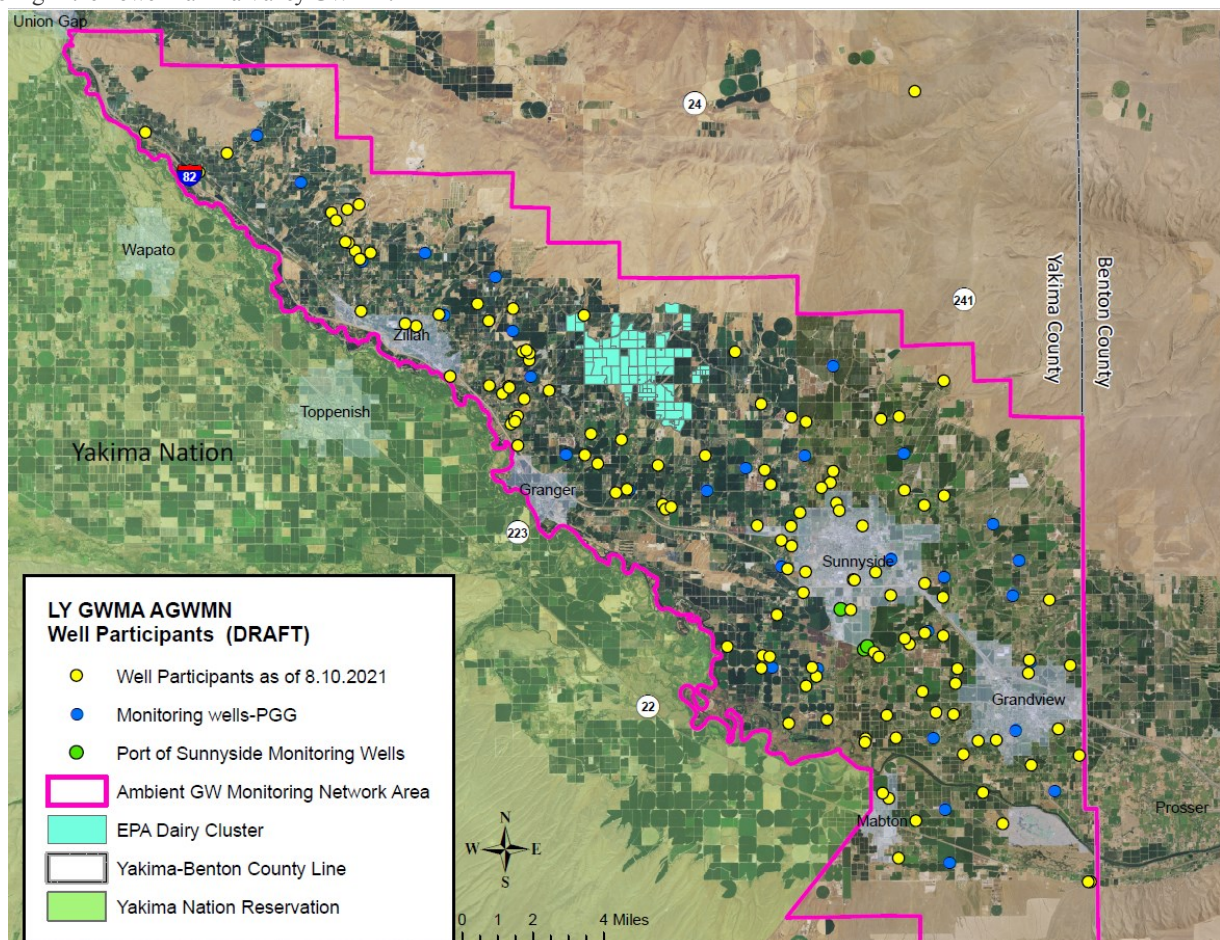 Union Gap
24
82
Wapato
241
Yakima County
Benton County
Zillah
Toppenish
Yakima Nation
Granger
223
Sunnyside
22
Grandview
Mabton
Prosser
LY GWMA AGWMN
Well Participants (DRAFT)
Well Participants as of 8.10.2021
Monitoring wells-PGG
Port of Sunnyside Monitoring Wells
Ambient GW Monitoring Network Area
EPA Dairy Cluster
Yakima-Benton County Line
Yakima Nation Reservation
N
W E
S
0 1 2 4 Miles